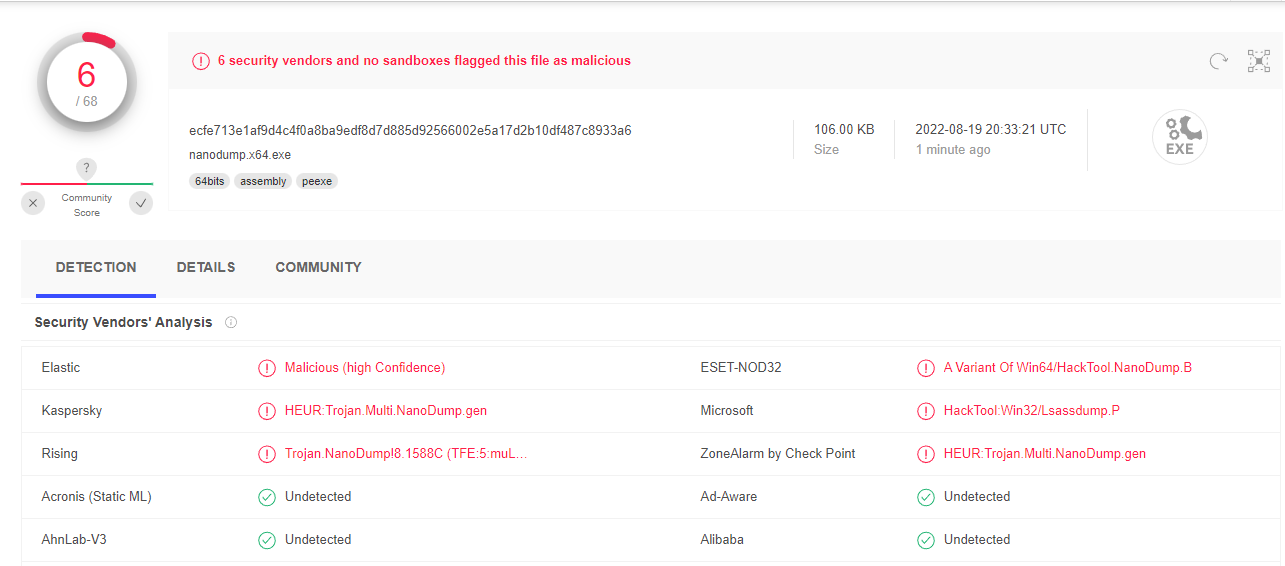 6
/ 68
6 security vendors and no sandboxes flagged this file as malicious
ecfe713e1af9d4c4f0a8ba9edf8d7d885d92566002e5a17d2b10df487c8933a6
nanodump.x64.exe
64bits assembly peexe
106.00 KB
Size
2022-08-19 20:33:21 UTC
1 minute ago
EXE
?
Community
Score
DETECTION DETAILS COMMUNITY
Security Vendors' Analysis
Elastic Malicious (high Confidence) ESET-NOD32 A Variant Of Win64/HackTool.NanoDump.B
Kaspersky HEUR:Trojan.Multi.NanoDump.gen Microsoft HackTool:Win32/Lsassdump.P
Rising Trojan.NanoDump!8.1588C (TFE:5:muL... ZoneAlarm by Check Point HEUR:Trojan.Multi.NanoDump.gen
Acronis (Static ML) Undetected Ad-Aware Undetected
AhnLab-V3 Undetected Alibaba Undetected